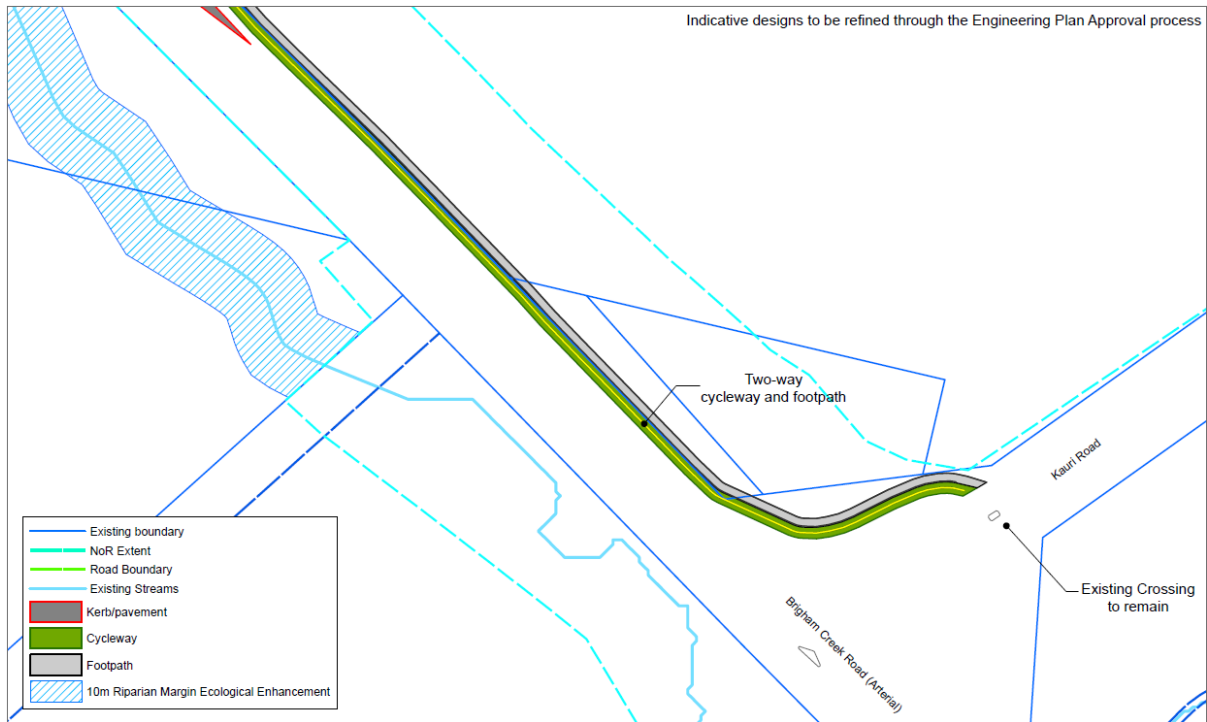 Indicative designs to be refined through the Engineering Plan Approval process
Two-way
cycleway and footpath
Kauri Road
Existing Crossing
to remain
Brigham Creek Road (Arterial)
Existing boundary
NoR Extent
Road Boundary
Existing Streams
Kerb/pavement
Cycleway
Footpath
10m Riparian Margin Ecological Enhancement